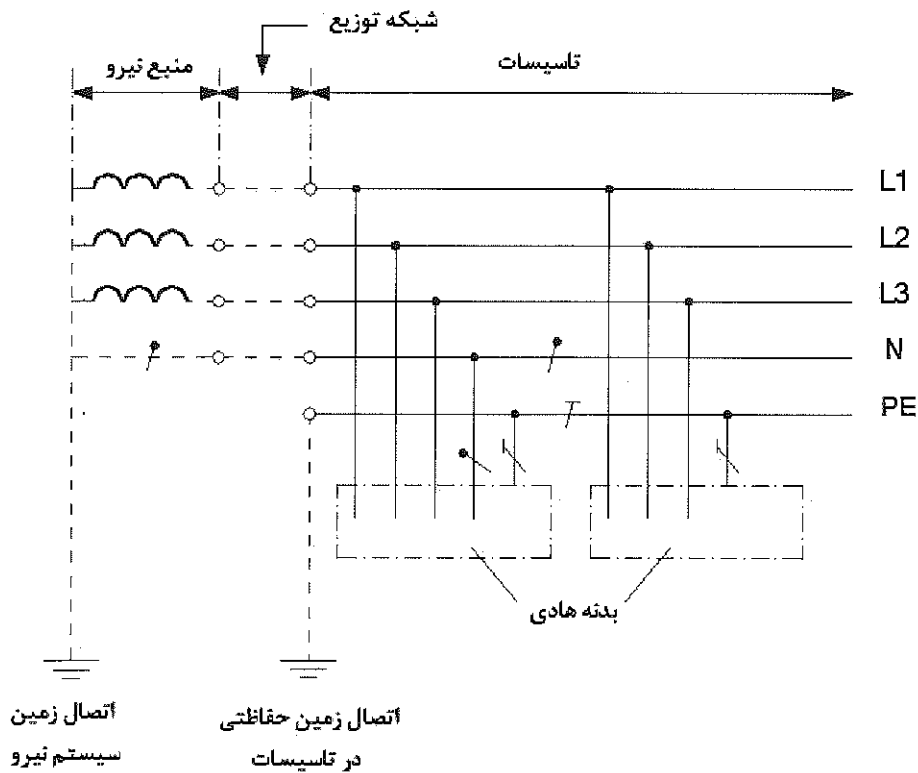 شبکه توزیع
منبع نیرو
تاسیسات
L1
L2
L3
N
PE
بدنه هادی
اتصال زمین
سیستم نیرو
اتصال زمین حفاظتی
در تاسیسات